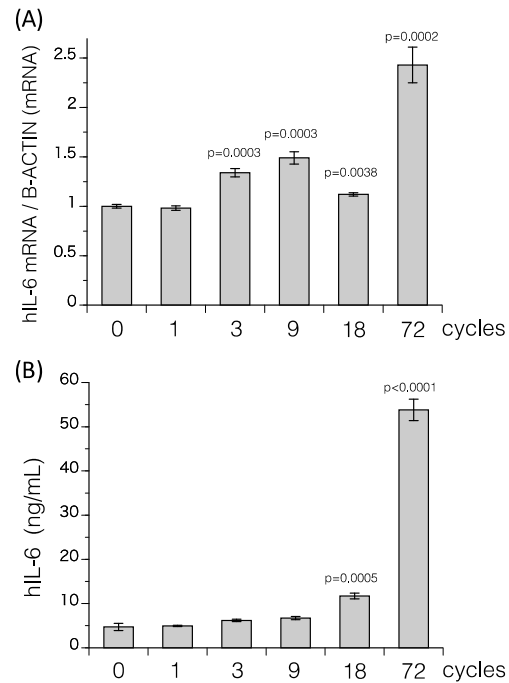 (A)
hIL-6 mRNA / B-ACTIN (mRNA)
2.5
2
1.5
1
0.5
0
p=0.0003
p=0.0003
p=0.0038
p=0.0002
0 1 3 9 18 72 cycles
(B)
hIL-6 (ng/mL)
60
50
40
30
20
10
0
p=0,0005
p<0.0001
0 1 3 9 18 72 cycles